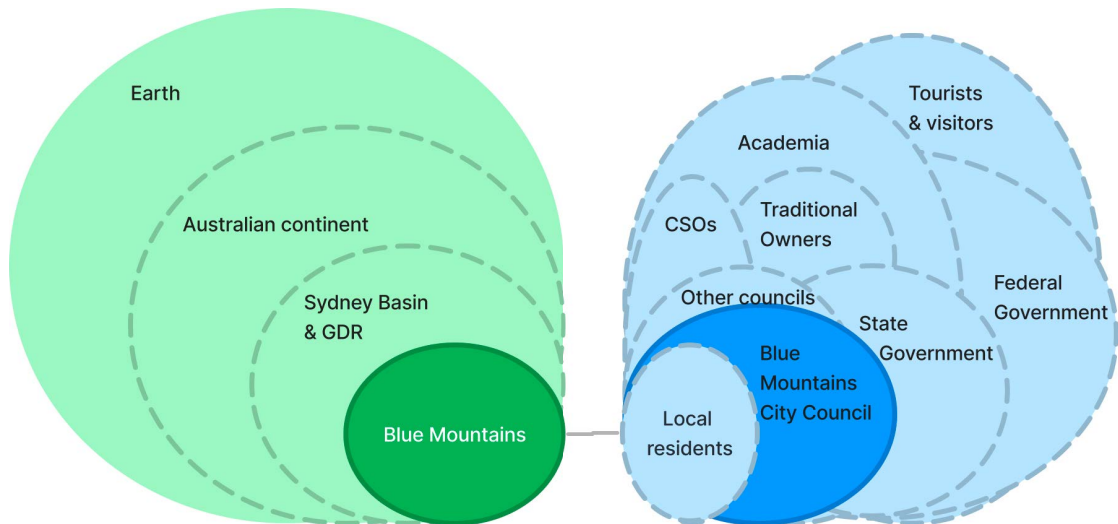 Earth
Australian continent
Sydney Basin
& GDR
Blue Mountains
Tourists
& visitors
Academia
Traditional
Owners
CSOs
Federal
Government
Other councils
State
Government
Blue
Mountains
City Council
Local
residents